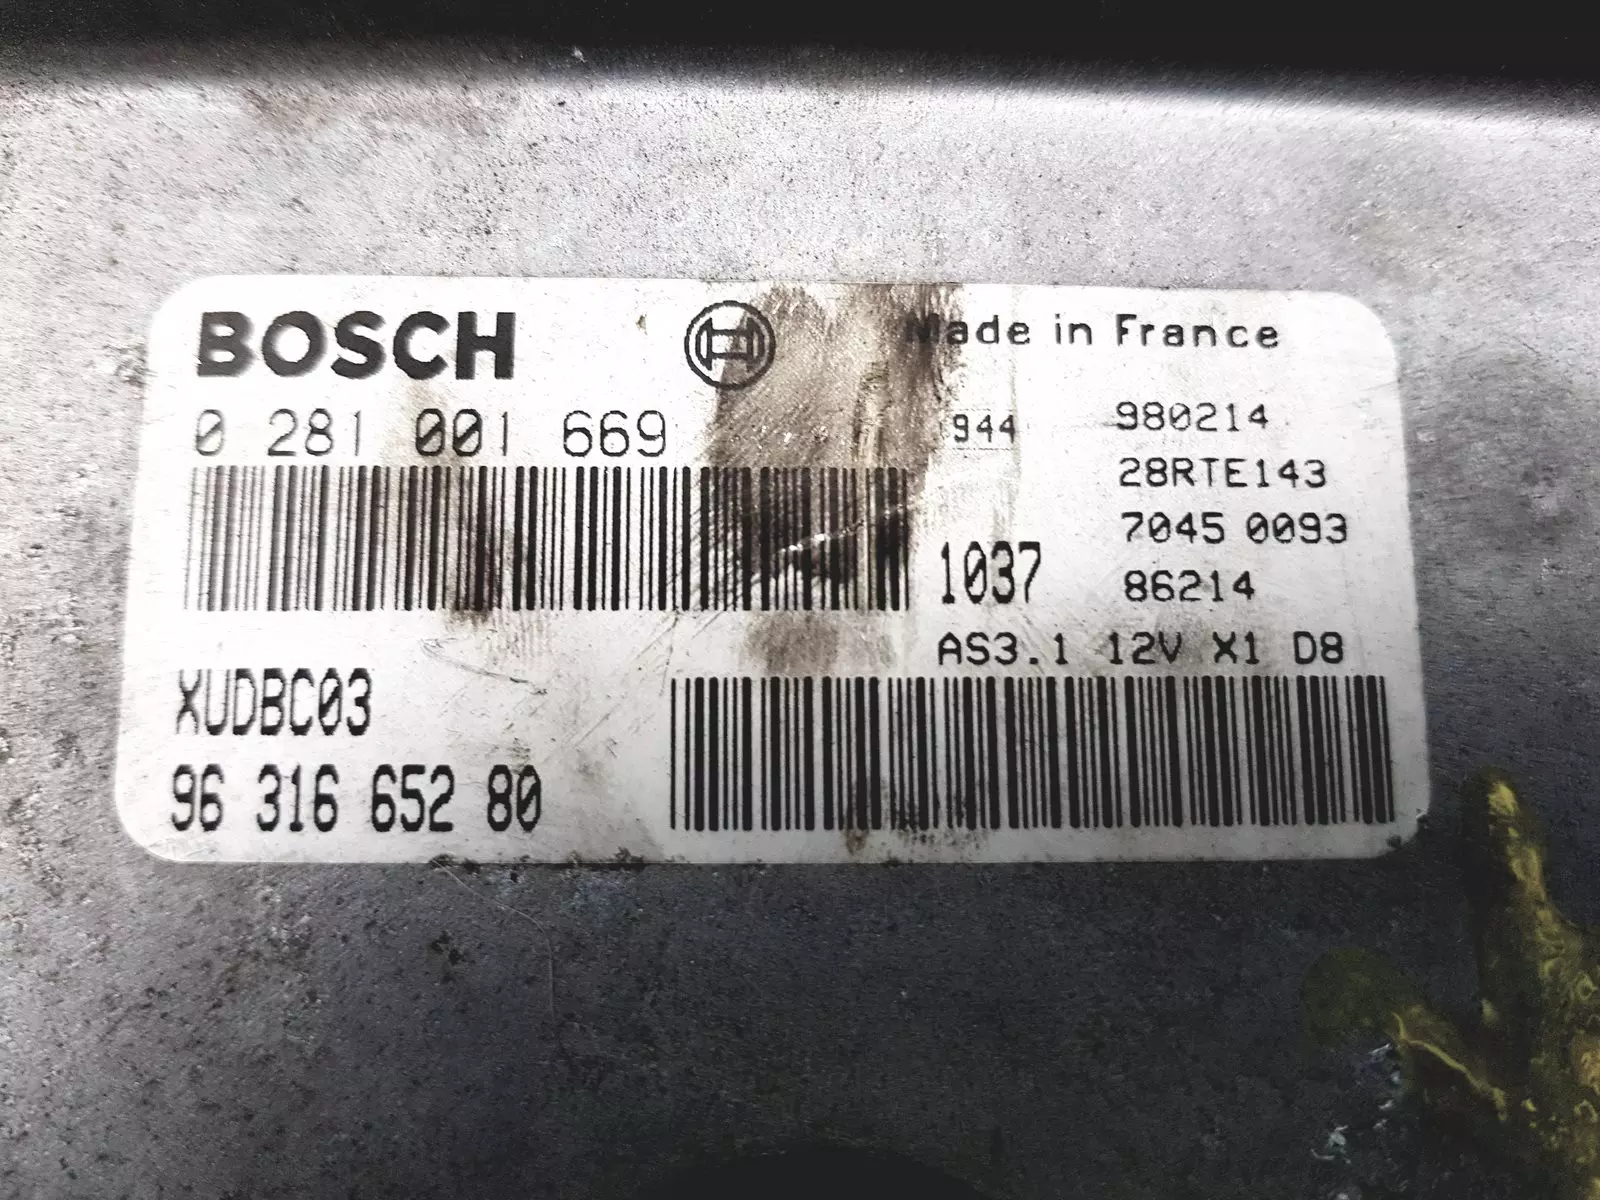 BOSCH
Made in France
0 281 001 669
944
980214
28RTE143
7045 0093
1037
86214
AS3.1 12V X1 D8
XUDBC03
96 316 652 80